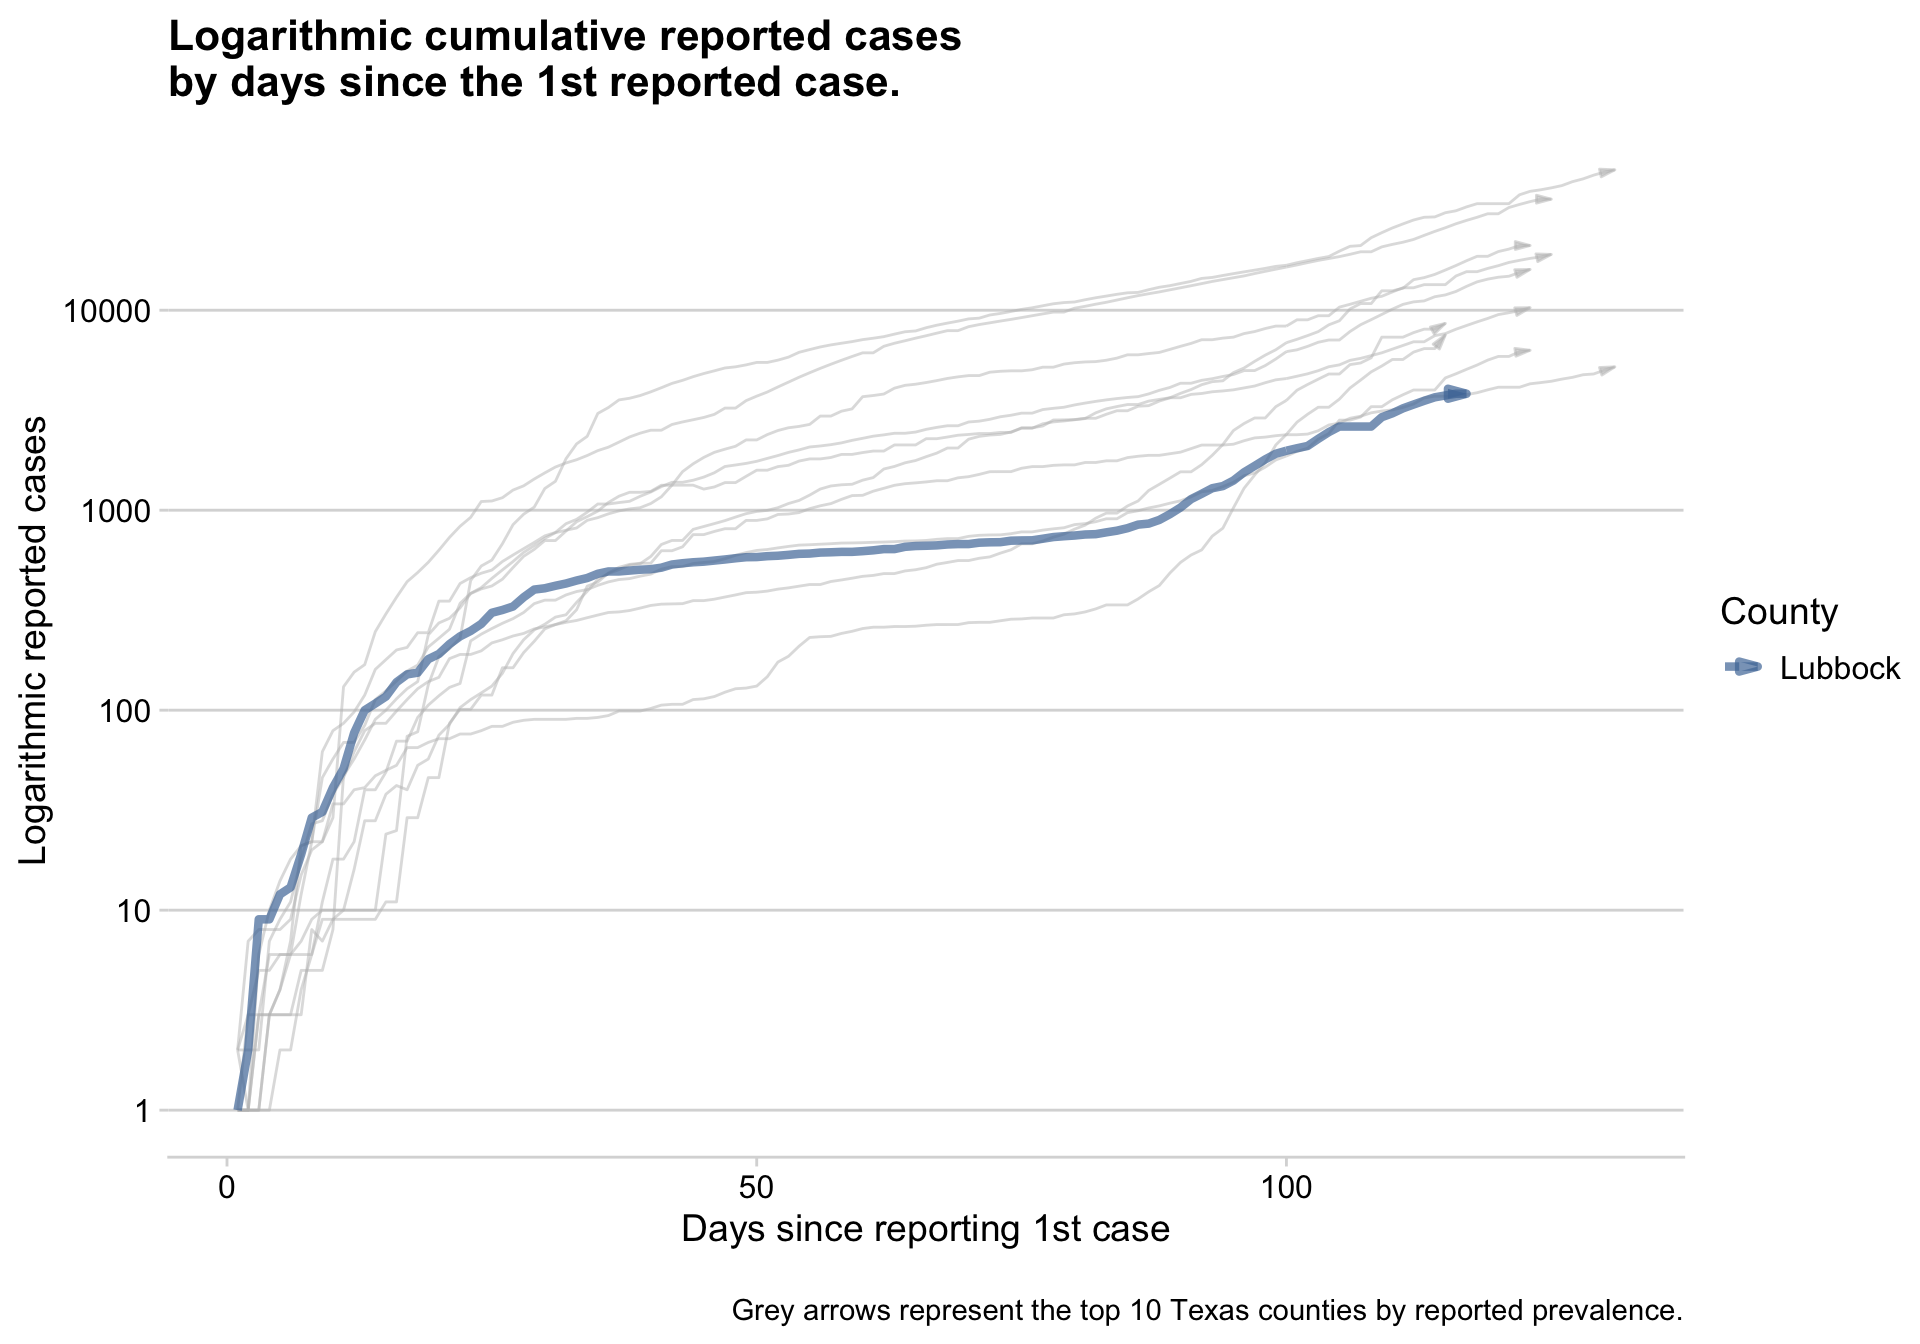 Logarithmic cumulative reported cases
by days since the 1st reported case.
Logarithmic reported cases
10000
1000
100
10
1
0
50
100
Days since reporting 1st case
County
Lubbock
Grey arrows represent the top 10 Texas counties by reported prevalence.